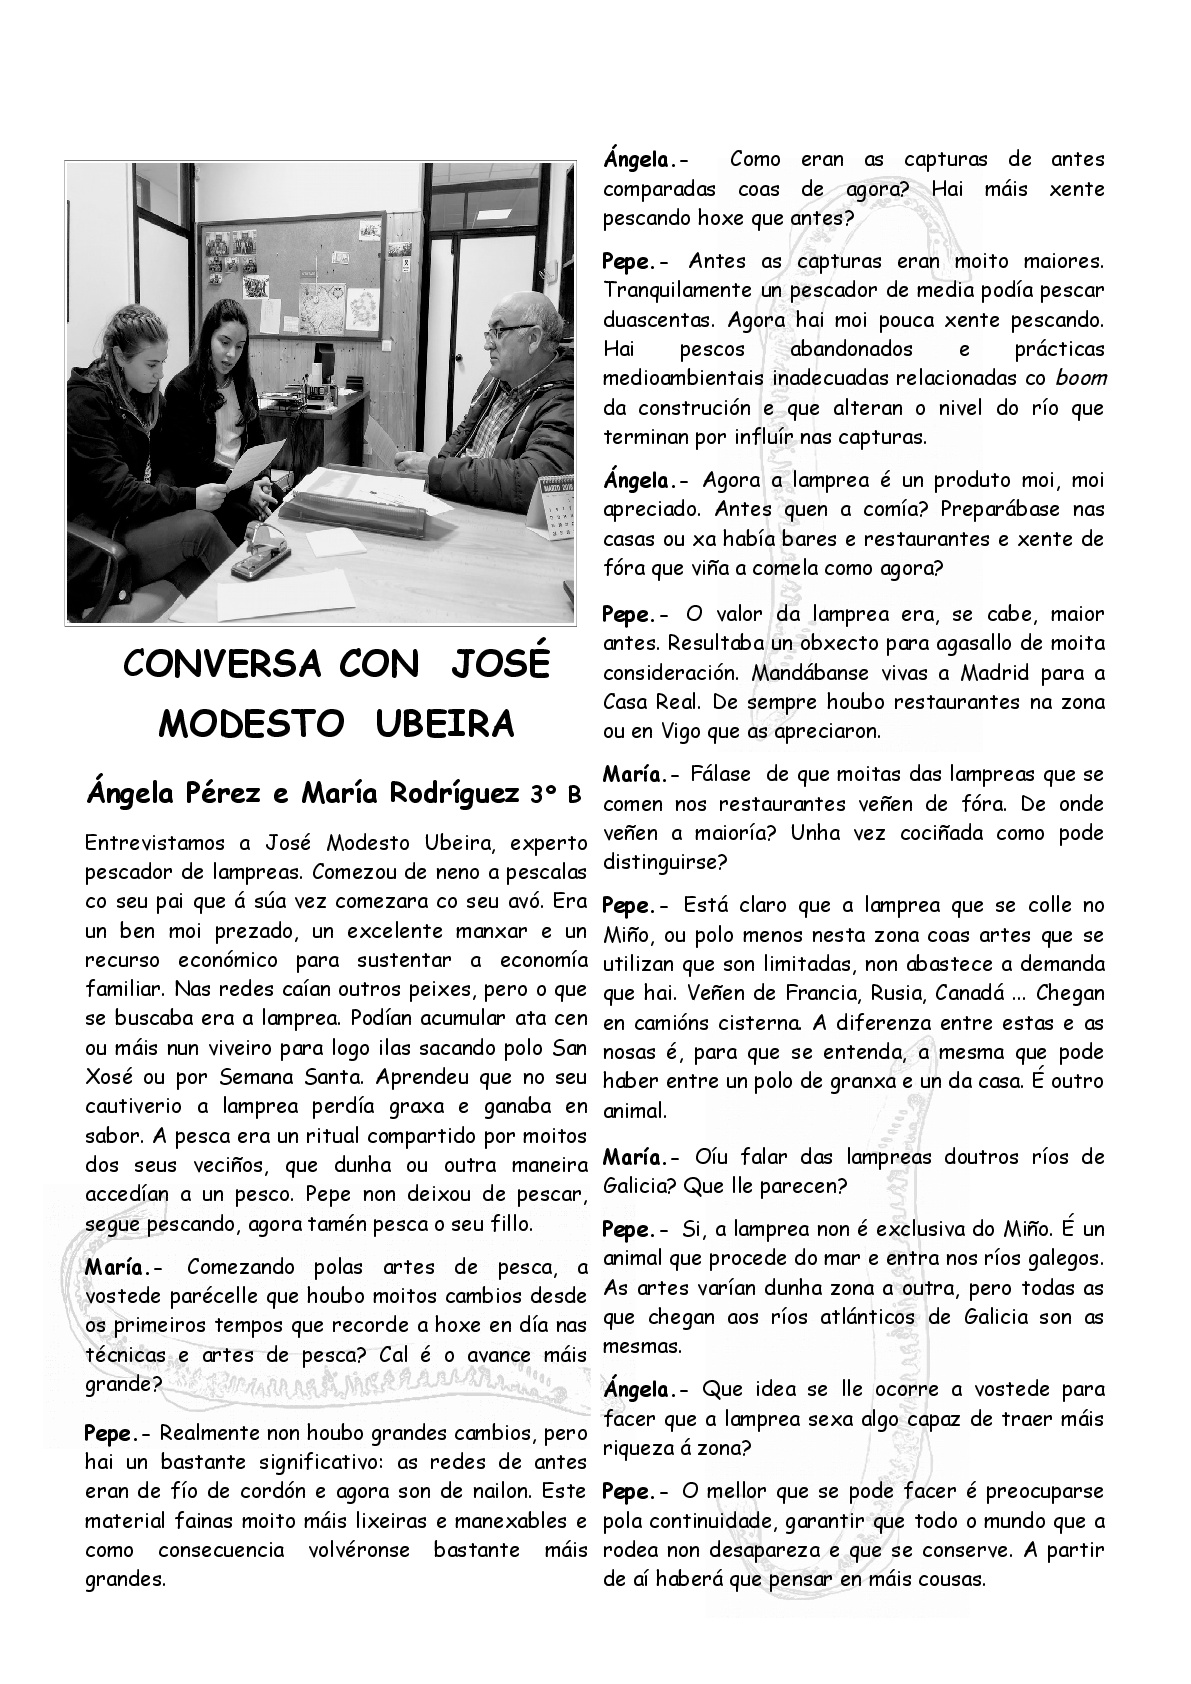 CONVERSA CON JOSÉ
MODESTO UBEIRA
Ángela Pérez e María Rodríguez 3º B
Entrevistamos a José Modesto Ubeira, experto
pescador de lampreas. Comezou de neno a pescalas
co seu pai que á súa vez comezara co seu avó. Era
un ben moi prezado, un excelente manxar e un
recurso económico para sustentar a economía
familiar. Nas redes caían outros peixes, pero o que
se buscaba era a lamprea. Podían acumular ata cen
ou máis nun viveiro para logo ilas sacando polo San
Xosé ou por Semana Santa. Aprendeu que no seu
cautiverio a lamprea perdía graxa e ganaba en
sabor. A pesca era un ritual compartido por moitos
dos seus veciños, que dunha ou outra maneira
accedían a un pesco. Pepe non deixou de pescar,
segue pescando, agora tamén pesca o seu fillo.
María.- Comezando polas artes de pesca, a
vostede parécelle que houbo moitos cambios desde
os primeiros tempos que recorde a hoxe en día nas
técnicas e artes de pesca? Cal é o avance máis
grande?
Pepe.- Realmente non houbo grandes cambios, pero
hai un bastante significativo: as redes de antes
eran de fío de cordón e agora son de nailon. Este
material fainas moito máis lixeiras e manexables e
como consecuencia volvéronse bastante máis
grandes.
Ángela.- Como eran as capturas de antes
comparadas coas de agora? Hai máis xente
pescando hoxe que antes?
Pepe.- Antes as capturas eran moito maiores.
Tranquilamente un pescador de media podía pescar
duascentas. Agora hai moi pouca xente pescando.
Hai pescos abandonados e prácticas
medioambientais inadecuadas relacionadas co boom
da construción e que alteran o nivel do río que
terminan por influír nas capturas.
Ángela.- Agora a lamprea é un produto moi, moi
apreciado. Antes quen a comía? Preparábase nas
casas ou xa había bares e restaurantes e xente de
fóra que viña a comela como agora?
Pepe.- O valor da lamprea era, se cabe, maior
antes. Resultaba un obxecto para agasallo de moita
consideración. Mandábanse vivas a Madrid para a
Casa Real. De sempre houbo restaurantes na zona
ou en Vigo que as apreciaron.
María.- Fálase de que moitas das lampreas que se
comen nos restaurantes veñen de fóra. De onde
veñen a maioría? Unha vez cociñada como pode
distinguirse?
Pepe.- Está claro que a lamprea que se colle no
Miño, ou polo menos nesta zona coas artes que se
utilizan que son limitadas, non abastece a demanda
que hai. Veñen de Francia, Rusia, Canadá ... Chegan
en camións cisterna. A diferenza entre estas e as
nosas é, para que se entenda, a mesma que pode
haber entre un polo de granxa e un da casa. É outro
animal.
María.- Oíu falar das lampreas doutros ríos de
Galicia? Que lle parecen?
Pepe.- Si, a lamprea non é exclusiva do Miño. É un
animal que procede do mar e entra nos ríos galegos.
As artes varían dunha zona a outra, pero todas as
que chegan aos ríos atlánticos de Galicia son as
mesmas.
Ángela.- Que idea se lle ocorre a vostede para
facer que a lamprea sexa algo capaz de traer máis
riqueza á zona?
Pepe.- O mellor que se pode facer é preocuparse
pola continuidade, garantir que todo o mundo que a
rodea non desapareza e que se conserve. A partir
de aí haberá que pensar en máis cousas.